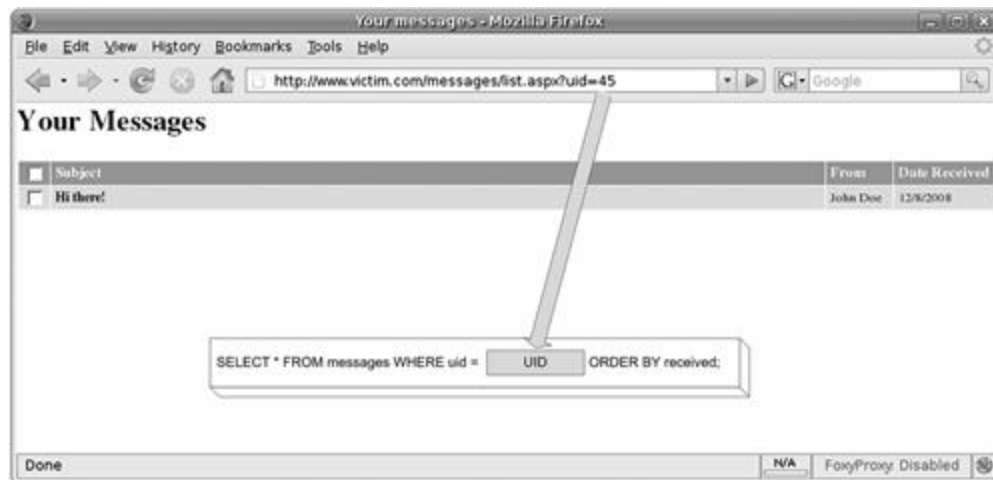 Your messages - Mozilla Firefox
File Edit View History Bookmarks Tools Help
http://www.victim.com/messages/list.aspx?uid=45
G Google
Your Messages
Subject From Date Received
Hi there! John Doe 12/8/2008
SELECT * FROM messages WHERE uid = UID ORDER BY received;
Done N/A FoxyProxy: Disabled